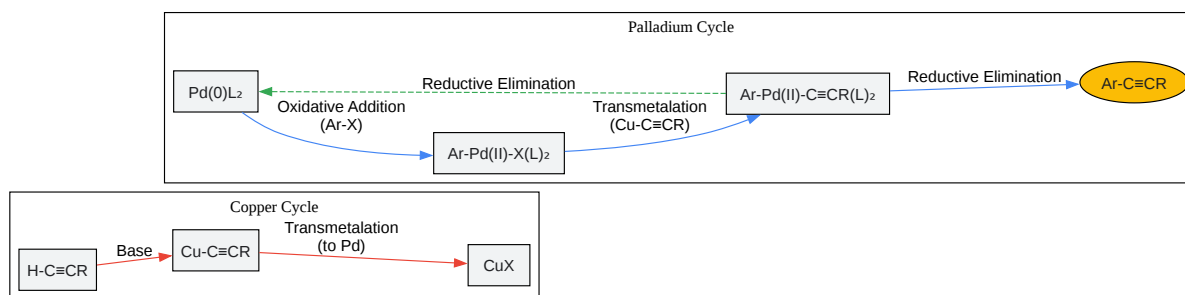 Palladium Cycle
Pd(0)L₂
Reductive Elimination
Oxidative Addition
(Ar-X)
Ar-Pd(II)-X(L)₂
Transmetalation
(Cu-C≡CR)
Ar-Pd(II)-C≡CR(L)₂
Reductive Elimination
Ar-C≡CR
Copper Cycle
H-C≡CR
Base
Cu-C≡CR
Transmetalation
(to Pd)
CuX